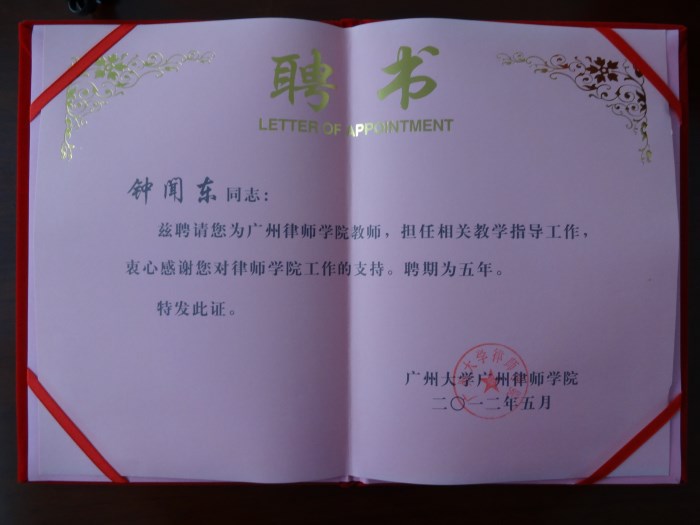 聘书
LETTER OF APPOINTMENT
钟闻东同志：
兹聘请您为广州律师学院教师，担任相关教学指导工作，
衷心感谢您对律师学院工作的支持。聘期为五年。
特发此证。
广州大学广州律师学院
二〇一二年五月